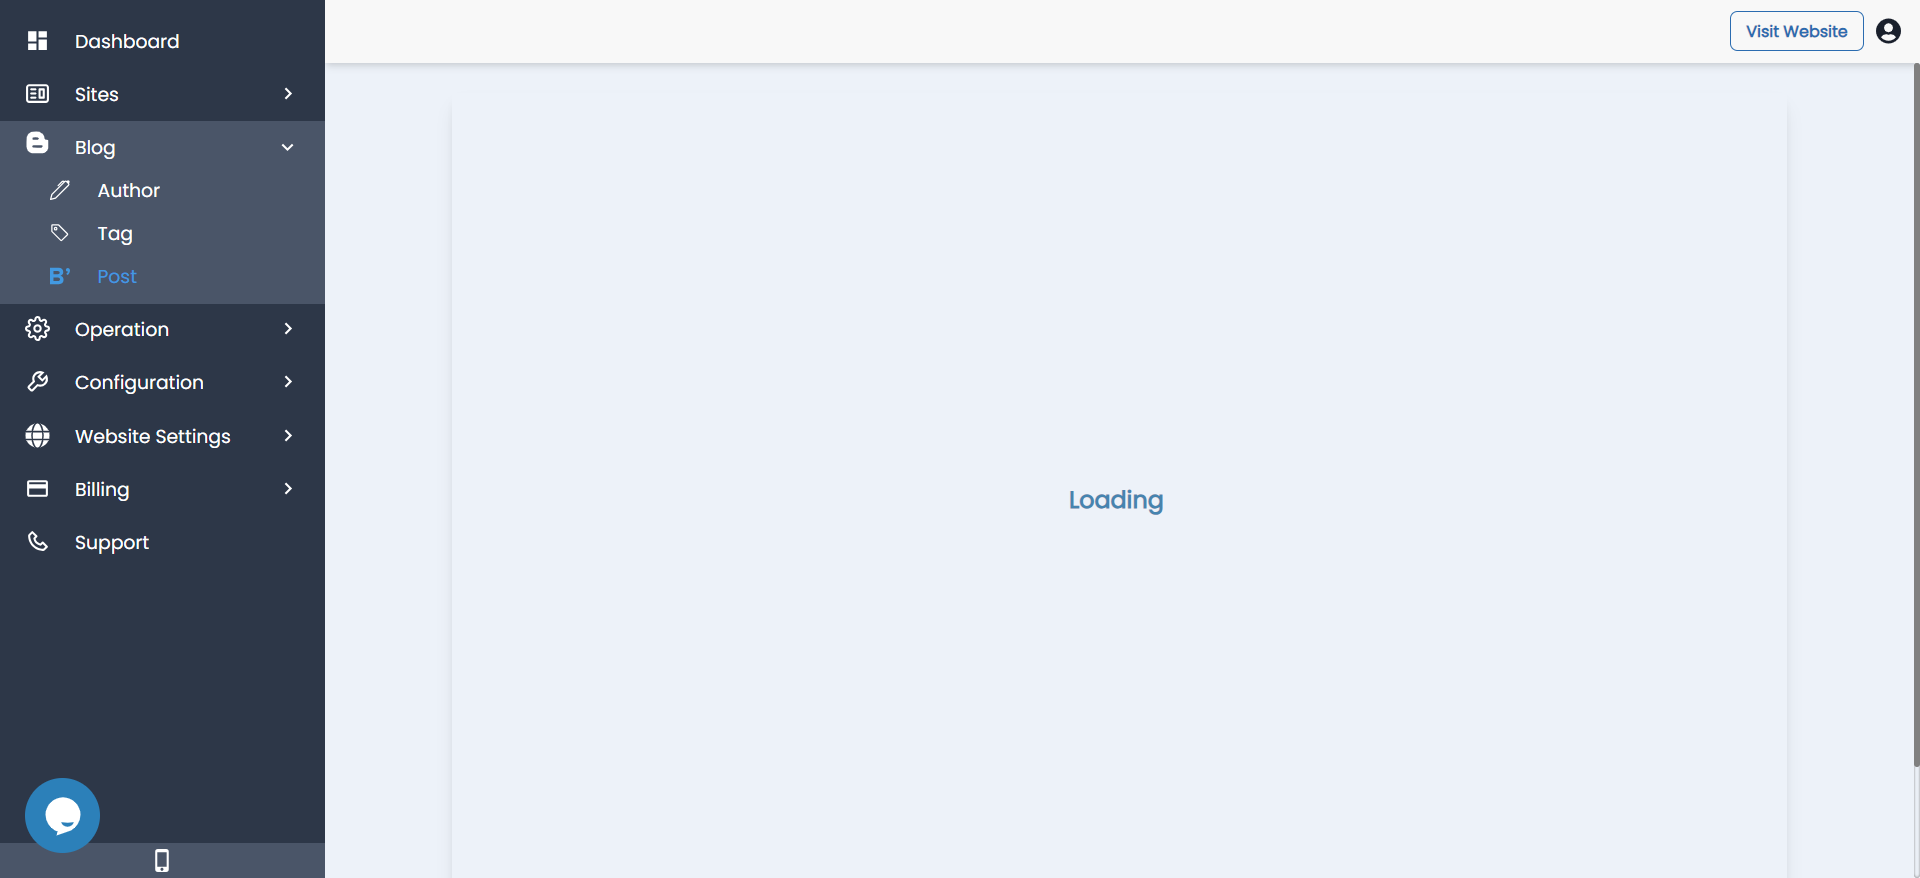 Dashboard
Sites
Blog
Author
Tag
Post
Operation
Configuration
Website Settings
Billing
Support
Visit Website
Loading